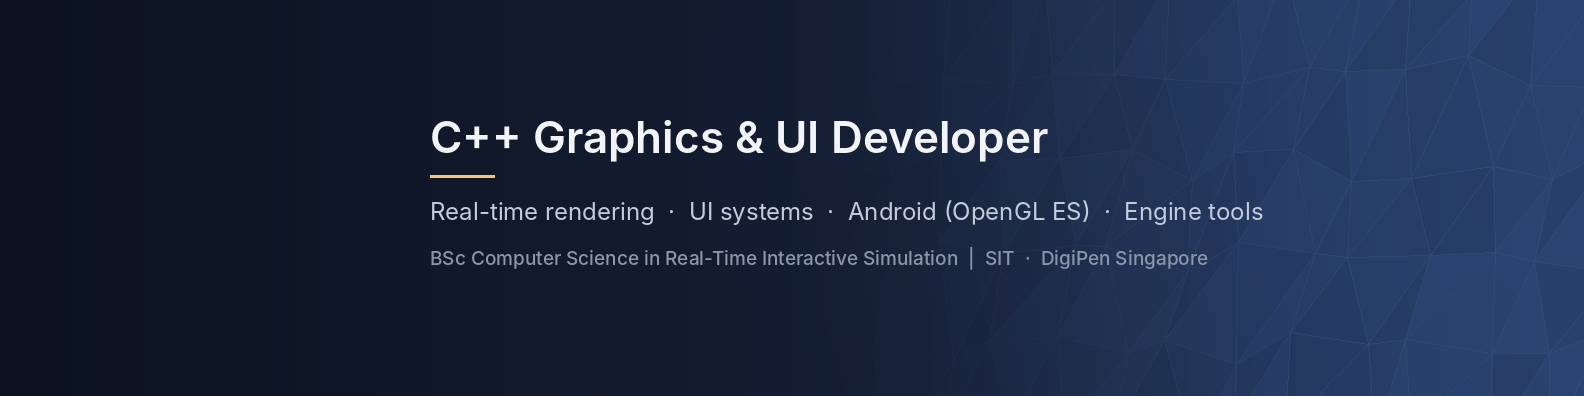 C++ Graphics & UI Developer
Real-time rendering · UI systems · Android (OpenGL ES) · Engine tools
BSc Computer Science in Real-Time Interactive Simulation | SIT · DigiPen Singapore